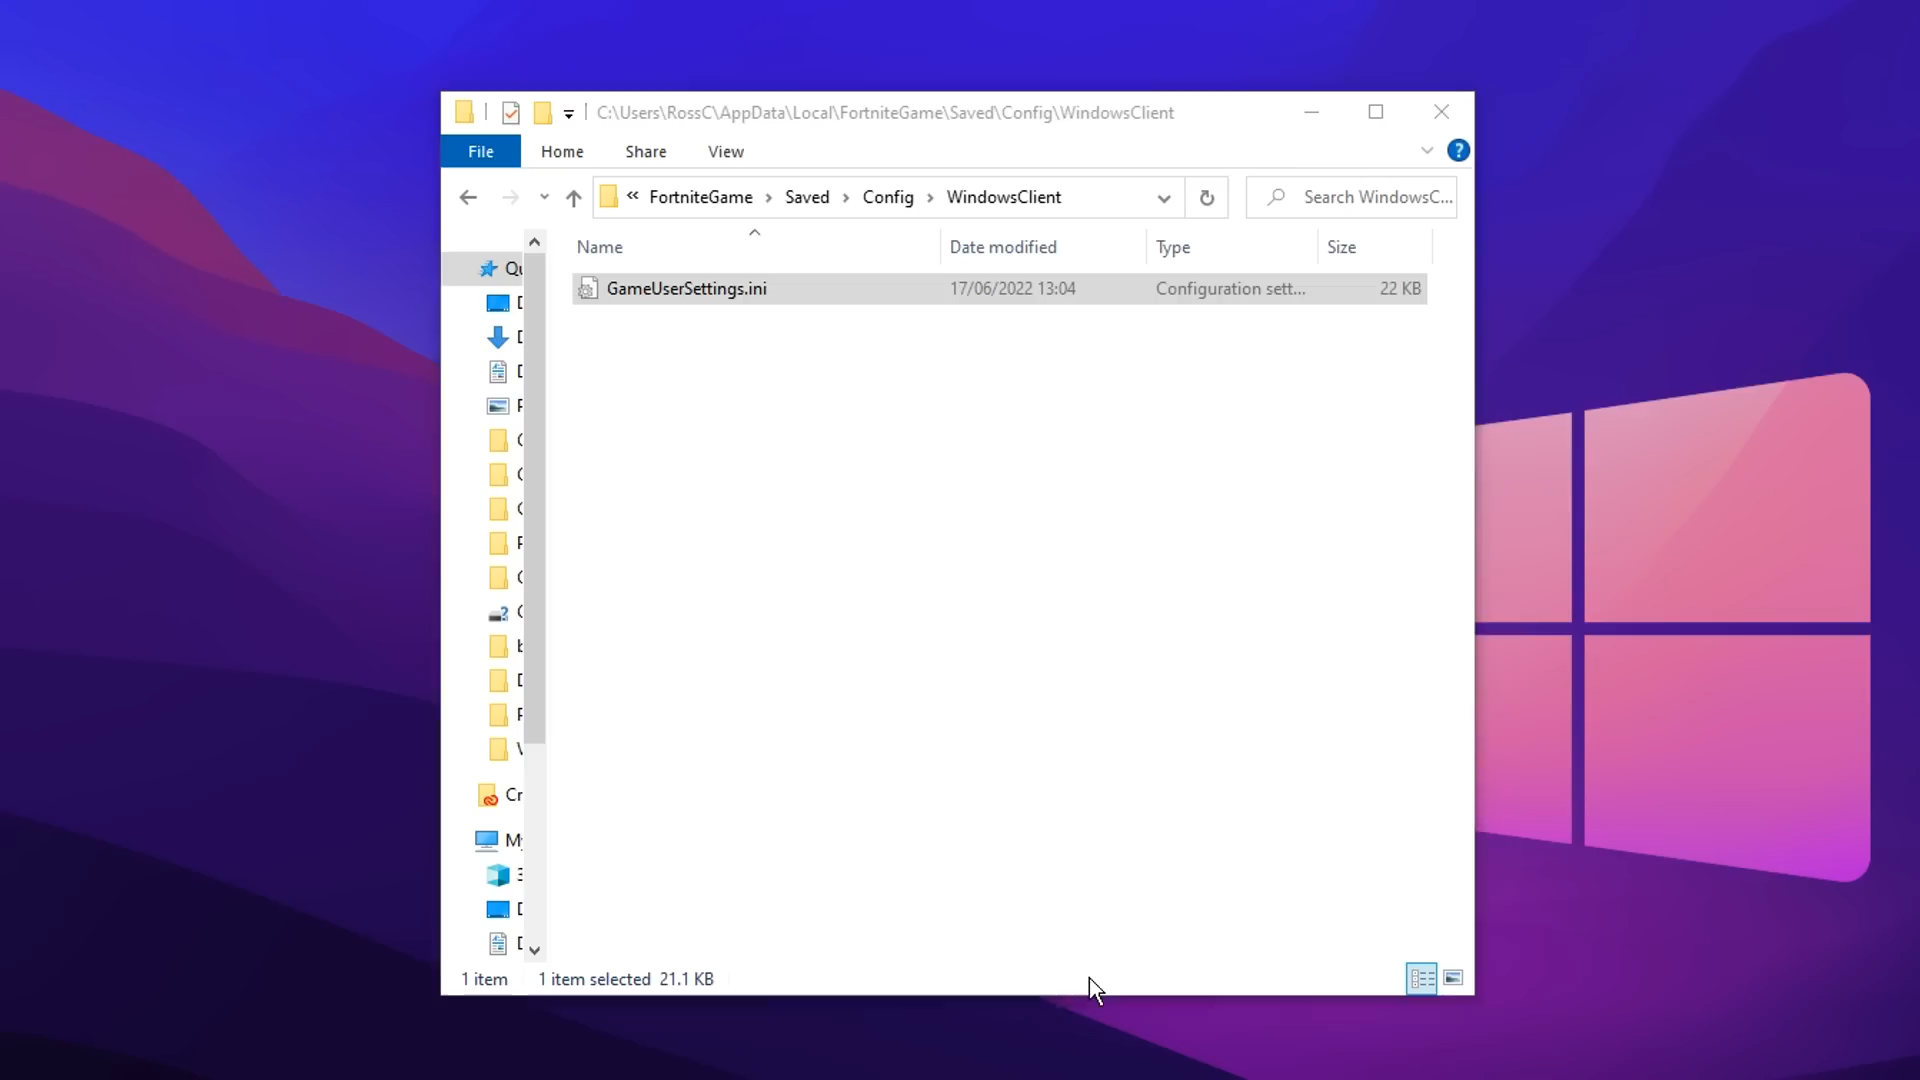 C:\Users\RossC\AppData\Local\FortniteGame\Saved\Config\WindowsClient
File Home Share View
« FortniteGame › Saved › Config › WindowsClient
Search WindowsC...
Name Date modified Type Size
GameUserSettings.ini 17/06/2022 13:04 Configuration sett... 22 KB
1 item 1 item selected 21.1 KB